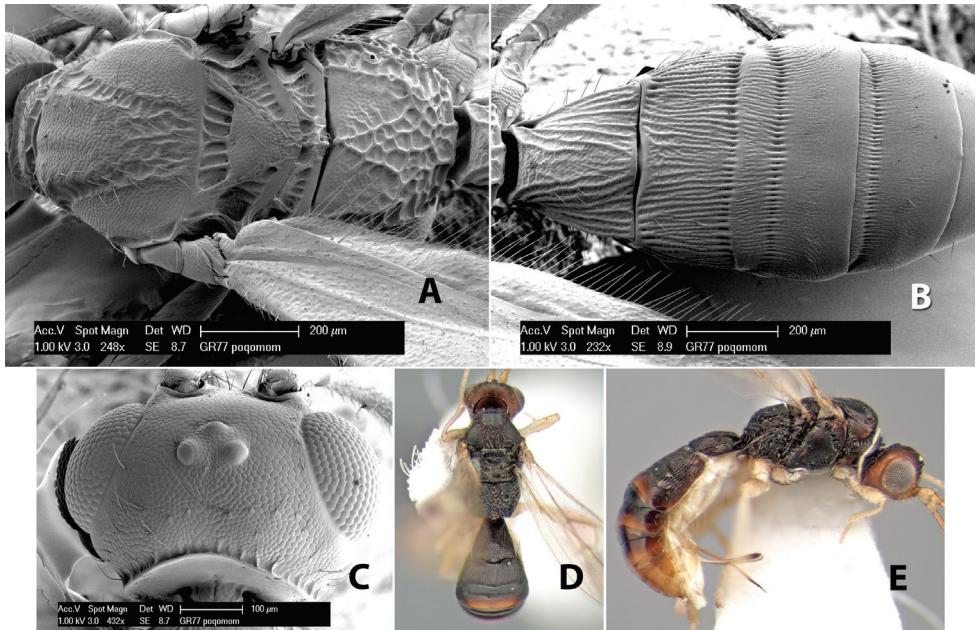 A
Acc.V Spot Magn Det WD 200 µm
1.00 kV 3.0 248x SE 8.7 GR77 poqomom
B
Acc.V Spot Magn Det WD 200 µm
1.00 kV 3.0 232x SE 8.9 GR77 poqomom
C
Acc.V Spot Magn Det WD 100 µm
1.00 kV 3.0 432x SE 8.7 GR77 poqomom
D
E